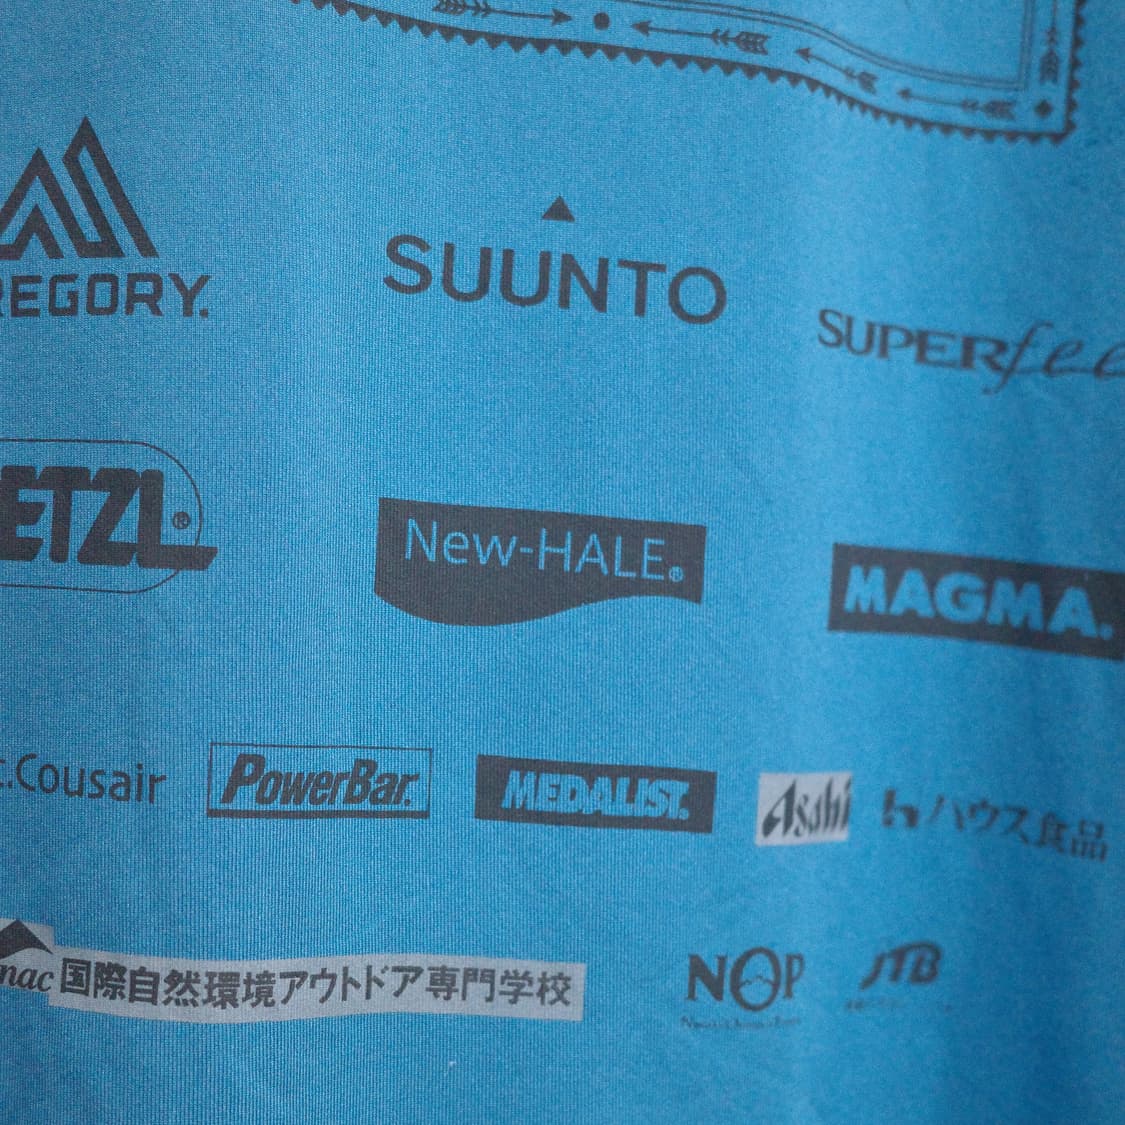 REGORY.
SUUNTO
SUPERfee
ETZL®
New-HALE®
MAGMA.
t.Cousair
PowerBar.
MEDALIST.
Asahi
ハウス食品
nac 国際自然環境アウトドア専門学校
NOP
JTB